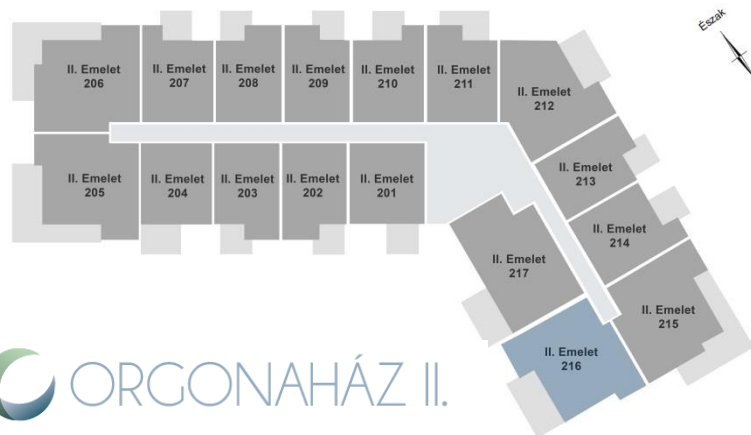 Észak
II. Emelet
206
II. Emelet
207
II. Emelet
208
II. Emelet
209
II. Emelet
210
II. Emelet
211
II. Emelet
212
II. Emelet
205
II. Emelet
204
II. Emelet
203
II. Emelet
202
II. Emelet
201
II. Emelet
213
II. Emelet
214
II. Emelet
217
II. Emelet
215
II. Emelet
216
ORGONAHÁZ II.